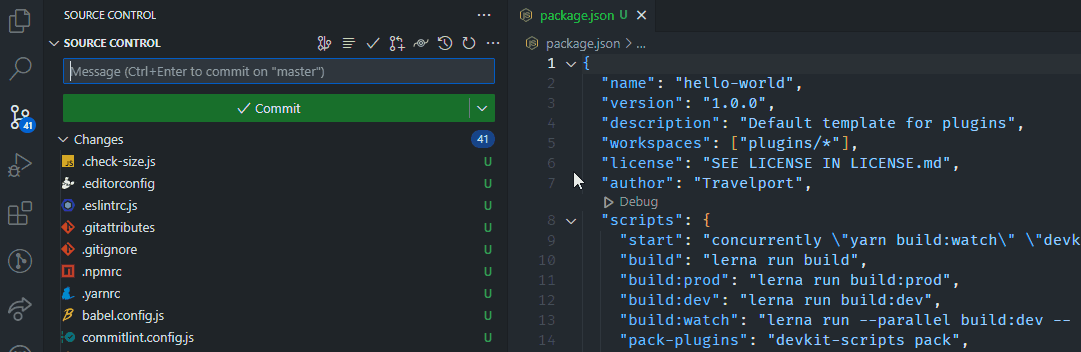 SOURCE CONTROL
SOURCE CONTROL
Message (Ctrl+Enter to commit on "master")
Commit
Changes 41
.check-size.js U
.editorconfig U
.eslintrc.js U
.gitattributes U
.gitignore U
.npmrc U
.yarnrc U
babel.config.js U
commitlint.config.js U
41
package.json U
package.json > ...
1 {
2 "name": "hello-world",
3 "version": "1.0.0",
4 "description": "Default template for plugins",
5 "workspaces": ["plugins/*"],
6 "license": "SEE LICENSE IN LICENSE.md",
7 "author": "Travelport",
Debug
8 "scripts": {
9 "start": "concurrently \"yarn build:watch\" \"devk
10 "build": "lerna run build",
11 "build:prod": "lerna run build:prod",
12 "build:dev": "lerna run build:dev",
13 "build:watch": "lerna run --parallel build:dev --
14 "pack-plugins": "devkit-scripts pack",